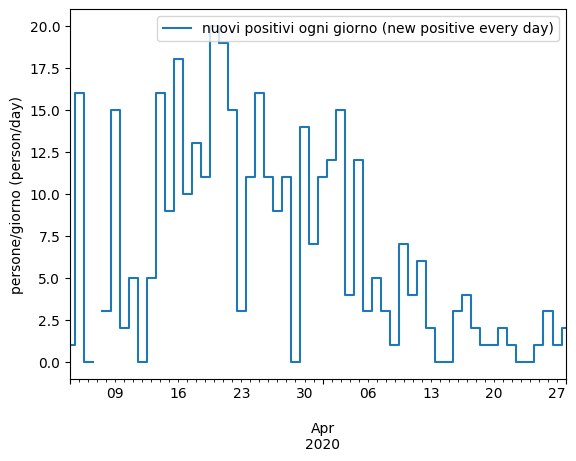 nuovi positivi ogni giorno (new positive every day)
persone/giorno (person/day)
20.0
17.5
15.0
12.5
10.0
7.5
5.0
2.5
0.0
09 16 23 30 06 13 20 27
Apr
2020